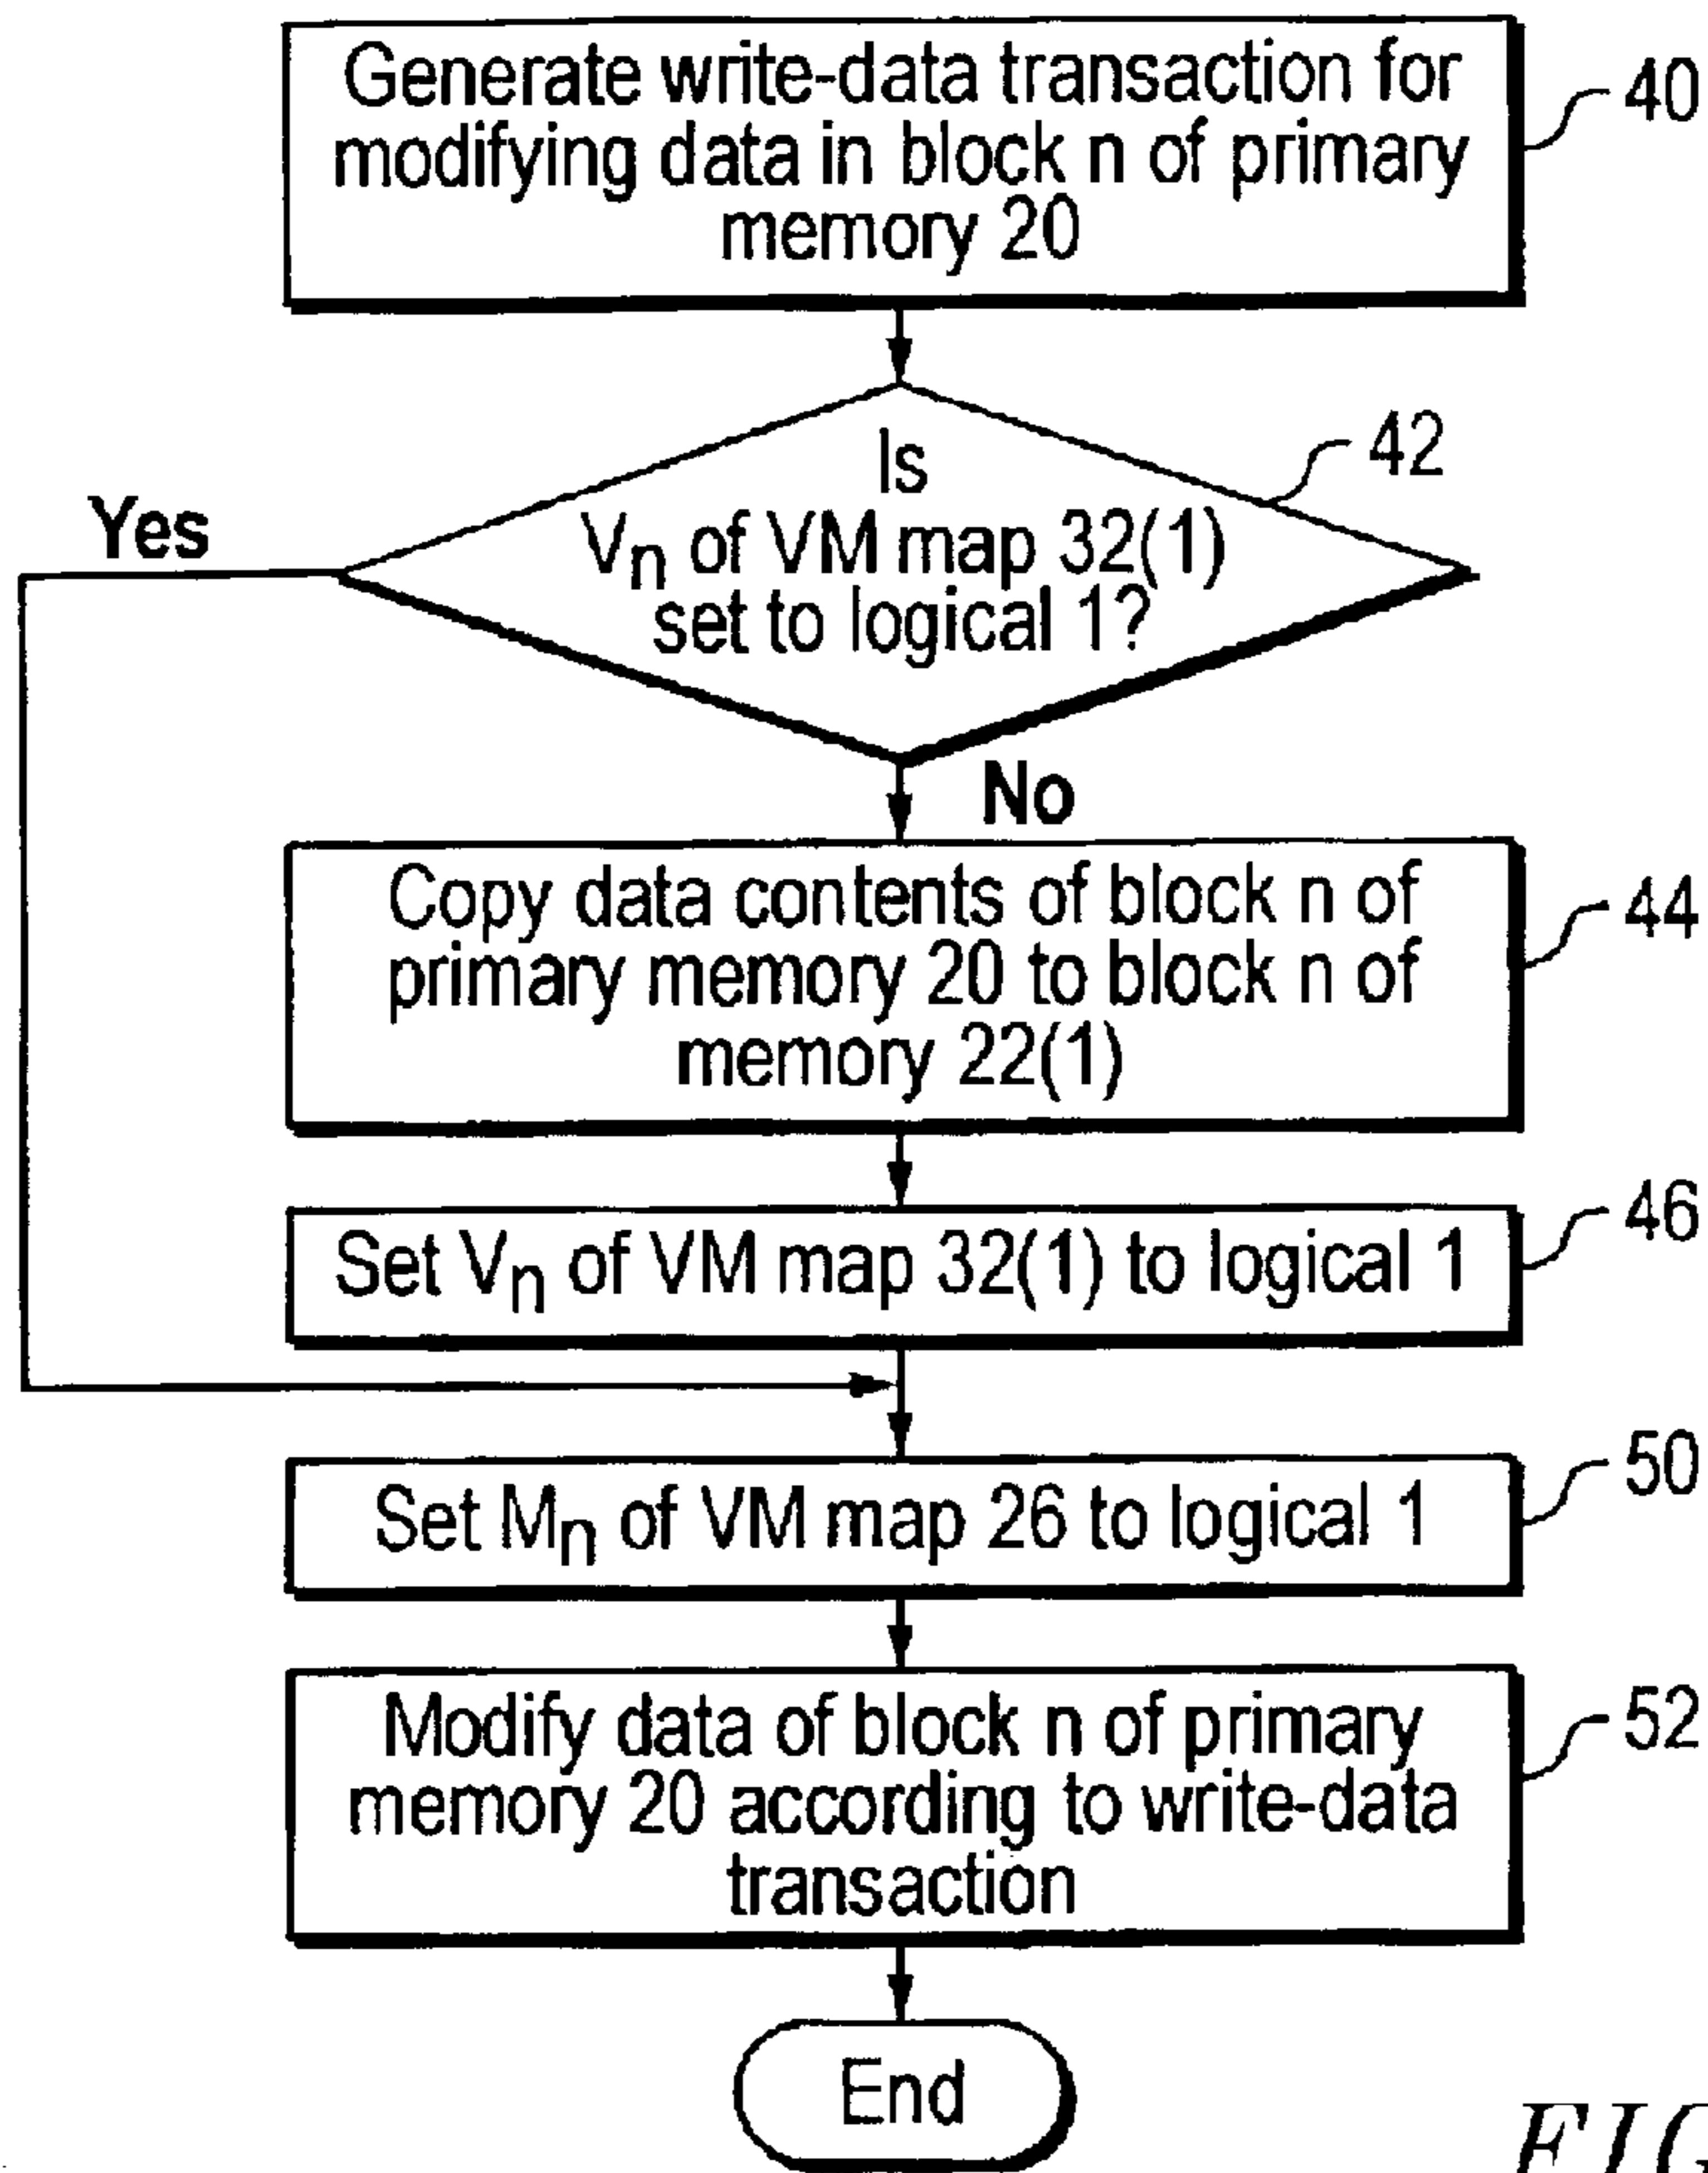 Generate write-data transaction for
modifying data in block n of primary
memory 20
40
Is
Vn of VM map 32(1)
set to logical 1?
42
Yes
No
Copy data contents of block n of
primary memory 20 to block n of
memory 22(1)
44
Set Vn of VM map 32(1) to logical 1
46
Set Mn of VM map 26 to logical 1
50
Modify data of block n of primary
memory 20 according to write-data
transaction
52
End